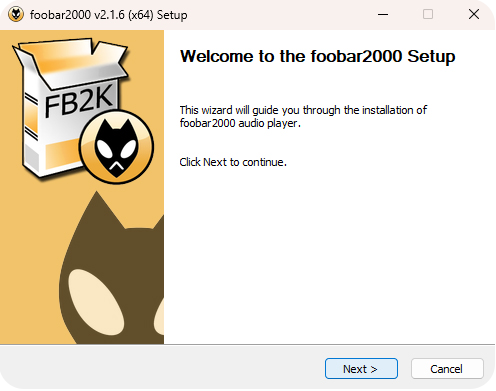 foobar2000 v2.1.6 (x64) Setup
FB2K
Welcome to the foobar2000 Setup
This wizard will guide you through the installation of
foobar2000 audio player.
Click Next to continue.
Next >
Cancel